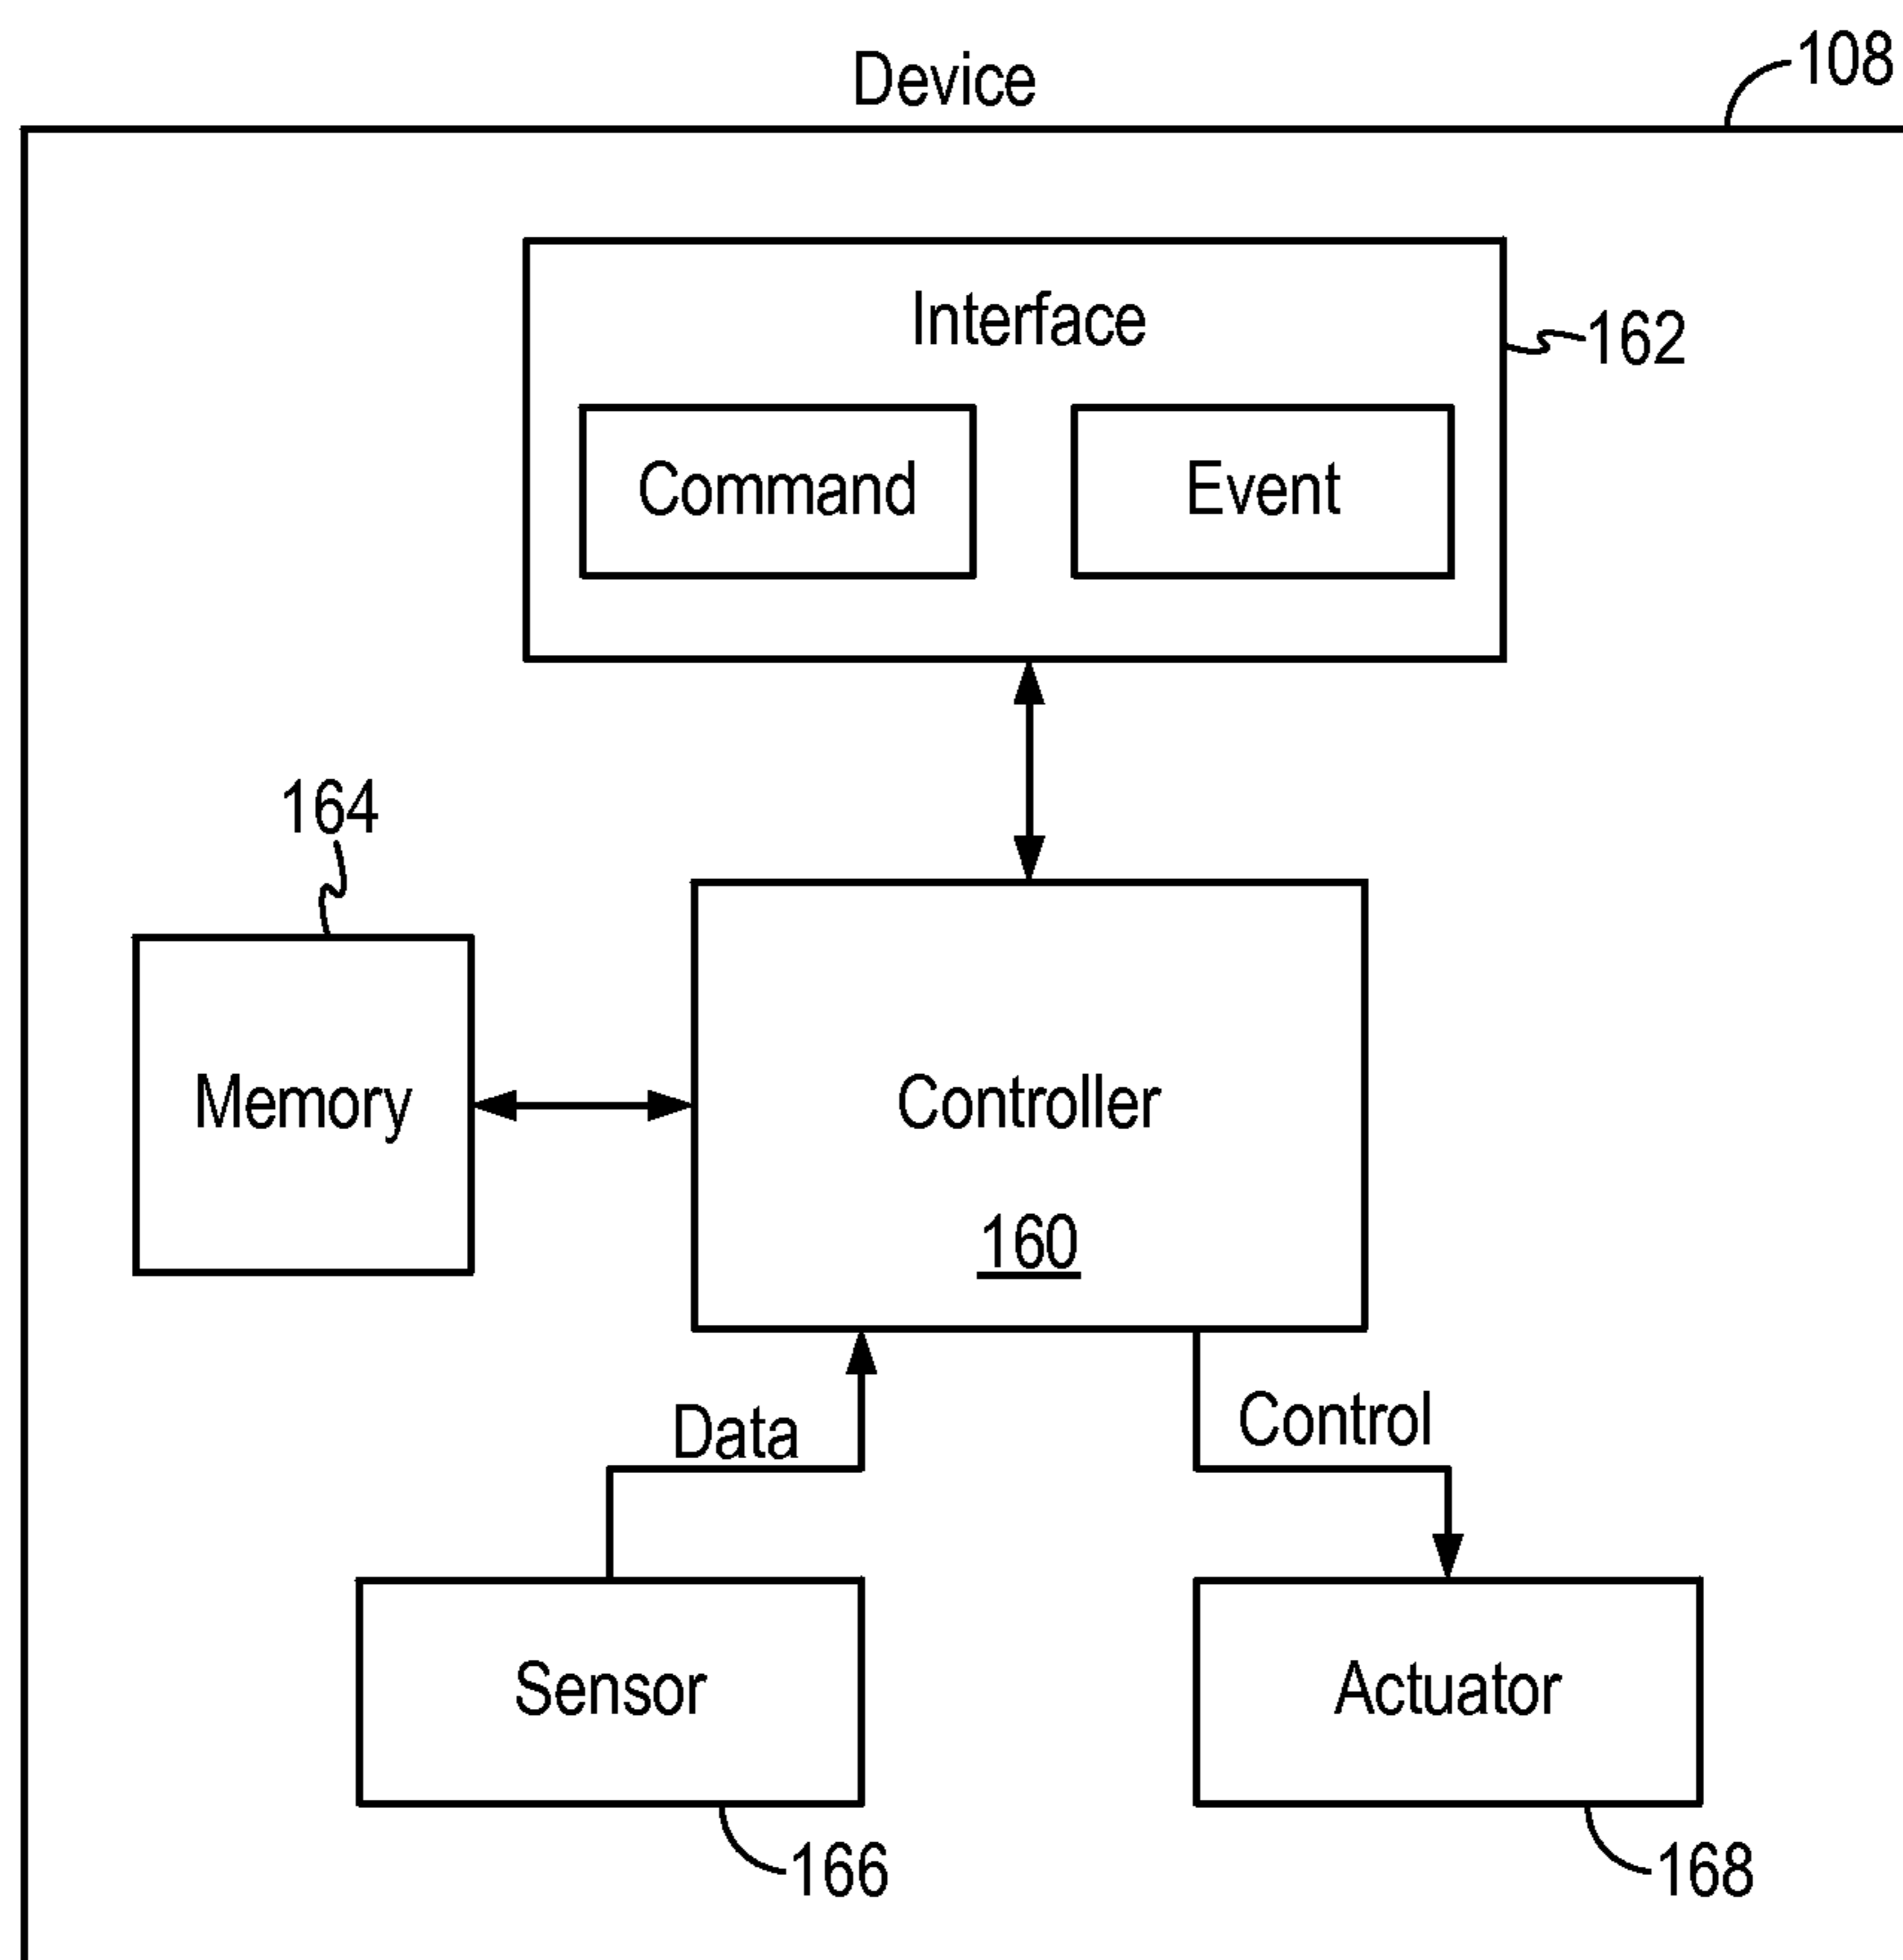 Device
108
Interface
162
Command
Event
164
Memory
Controller
160
Data
Control
Sensor
Actuator
166
168